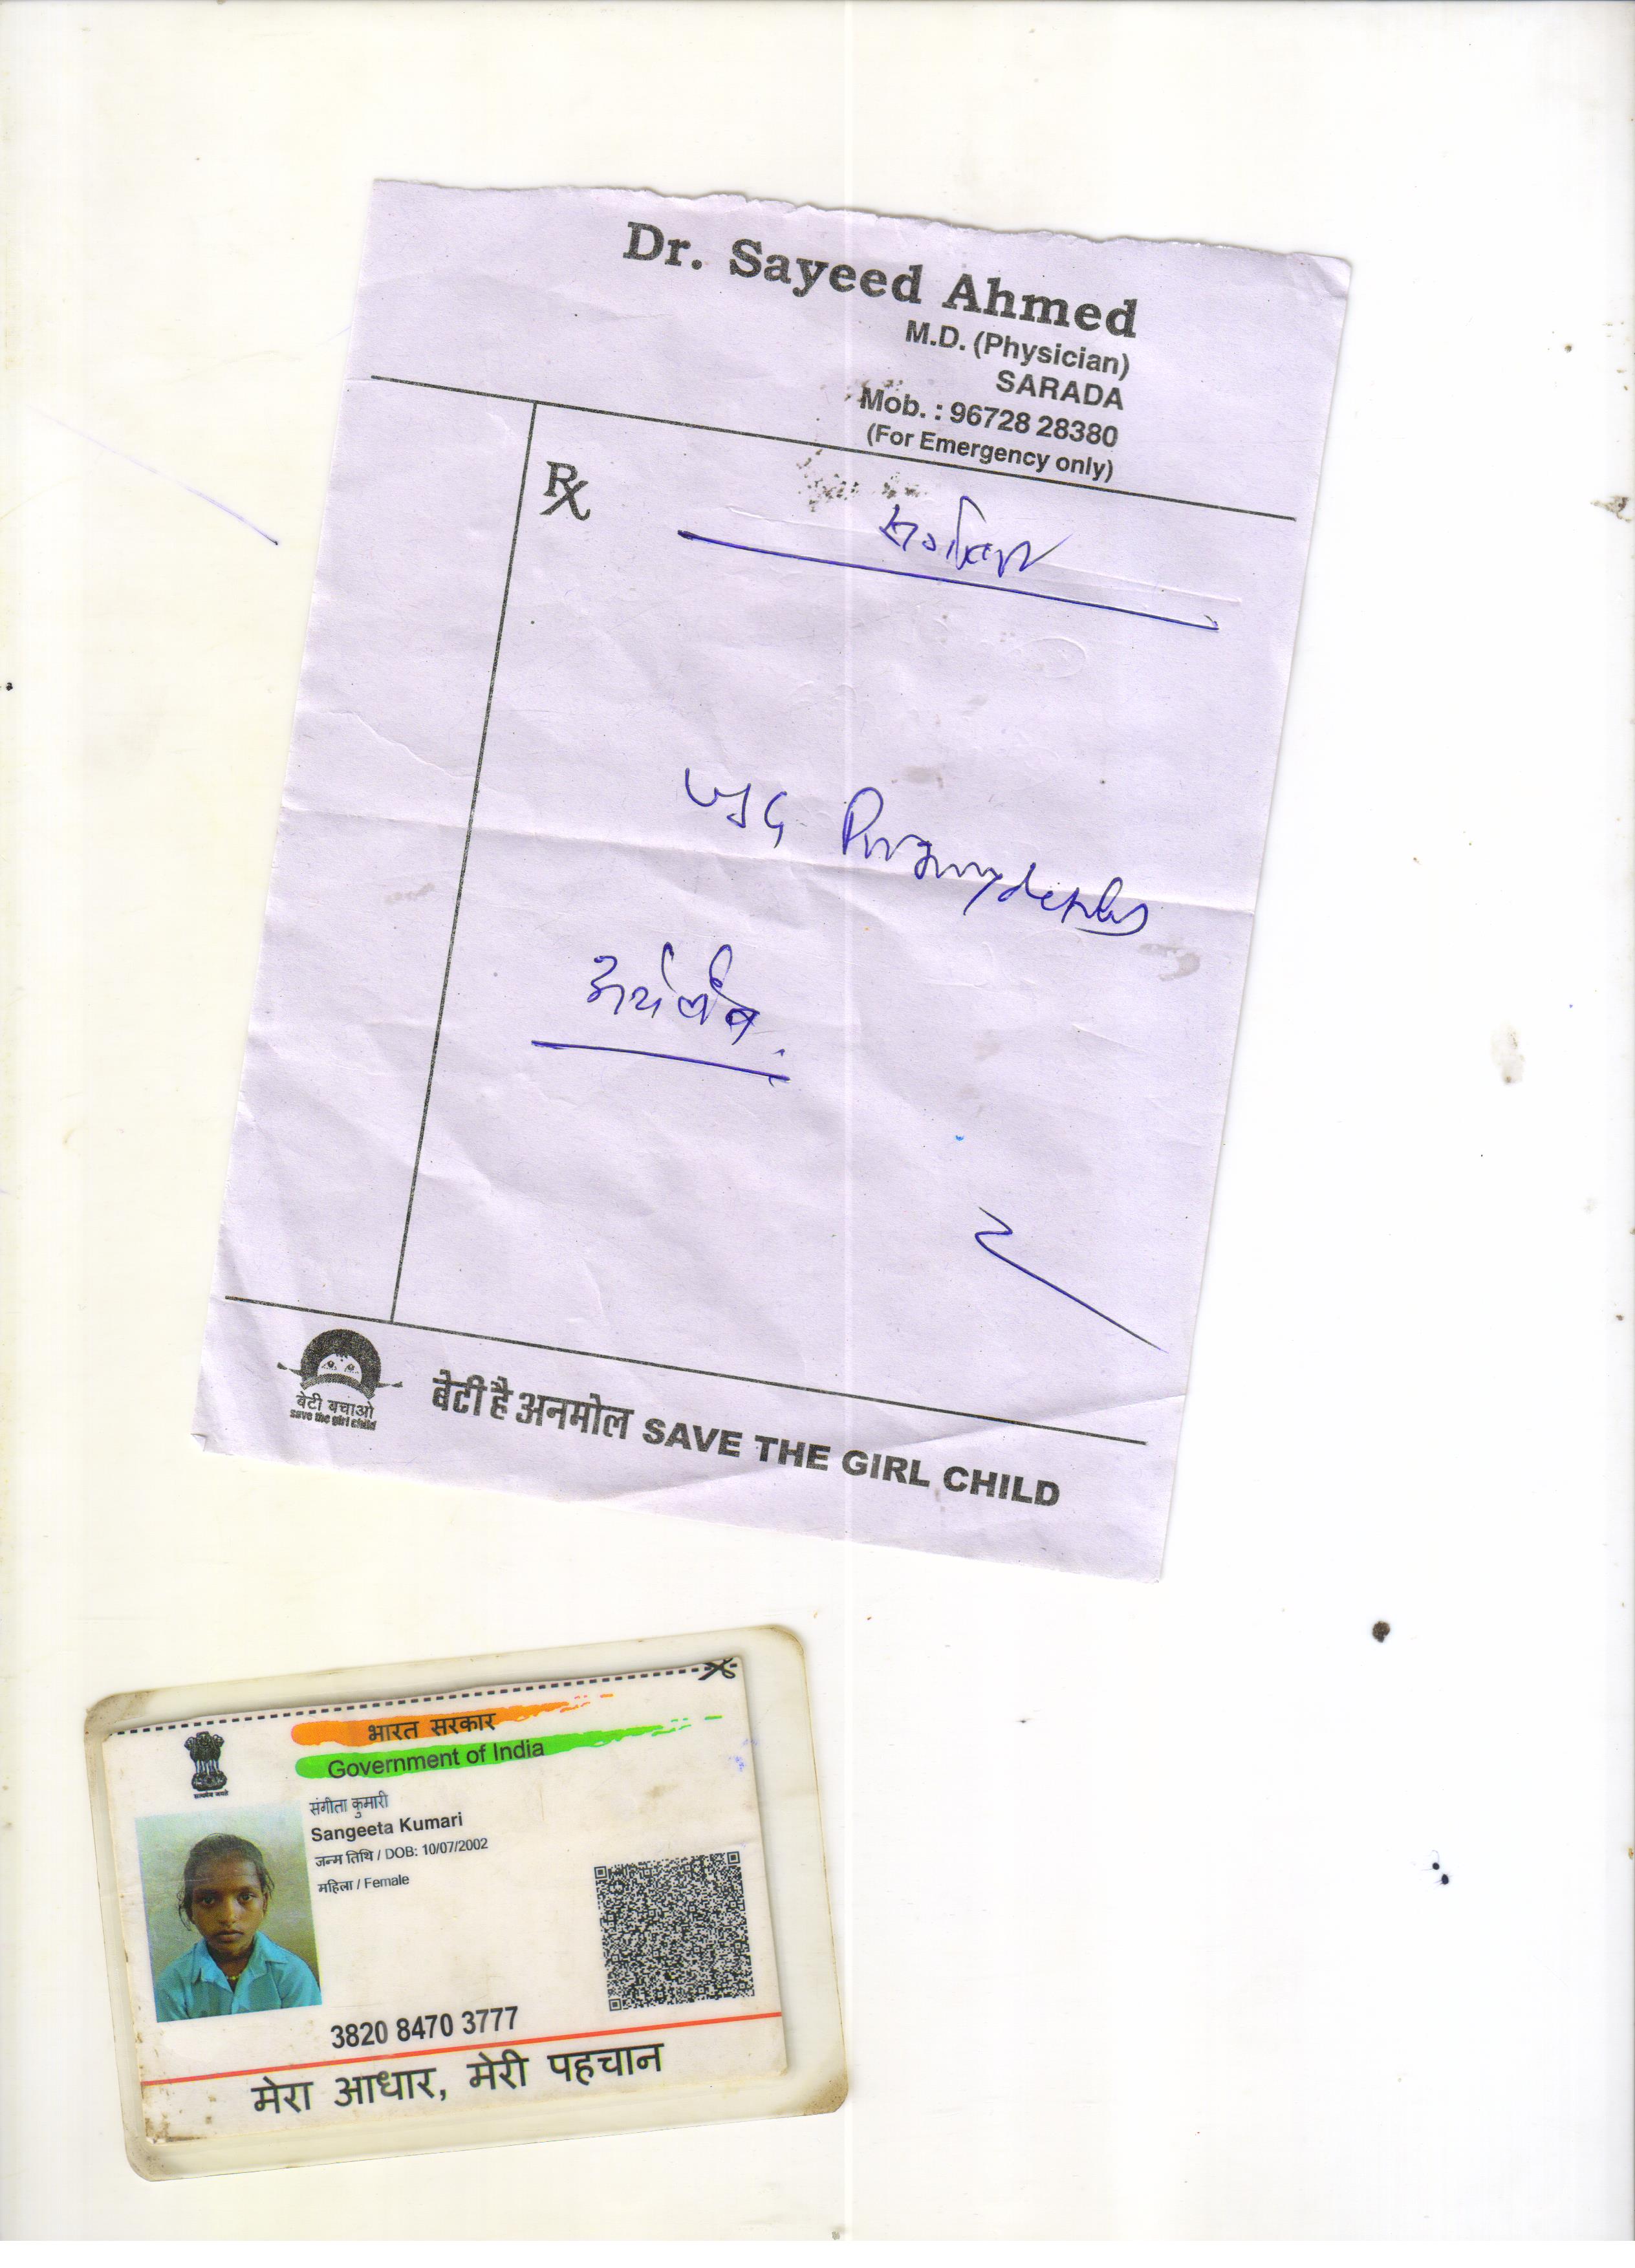 Dr. Sayeed Ahmed
M.D. (Physician)
SARADA
Mob. : 96728 28380
(For Emergency only)
Rx
USG
बेटी बचाओ
save the girl child
बेटी है अनमोल SAVE THE GIRL CHILD
भारत सरकार
Government of India
संगीता कुमारी
Sangeeta Kumari
जन्म तिथि / DOB: 10/07/2002
महिला / Female
3820 8470 3777
मेरा आधार, मेरी पहचान